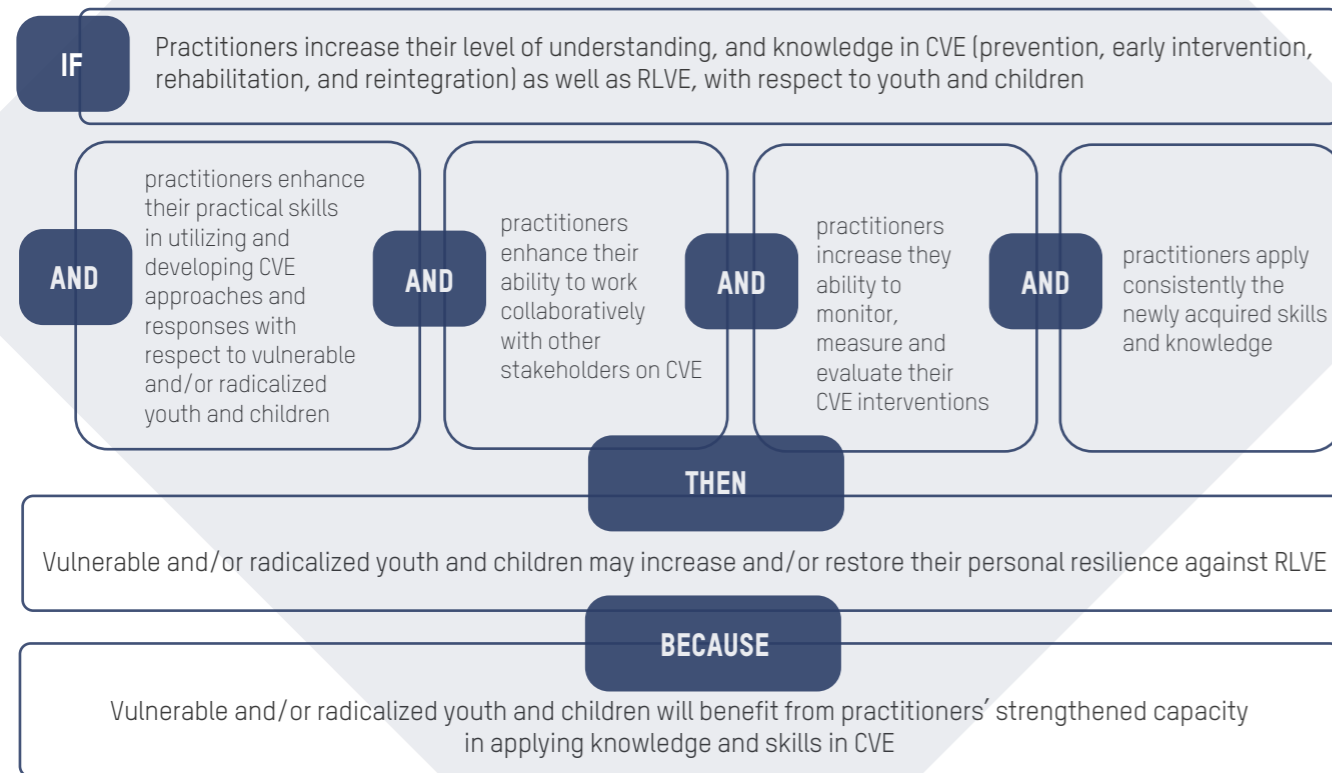 IF
Practitioners increase their level of understanding, and knowledge in CVE (prevention, early intervention,
rehabilitation, and reintegration) as well as RLVE, with respect to youth and children
AND
practitioners enhance
their practical skills
in utilizing and
developing CVE
approaches and
responses with
respect to vulnerable
and/or radicalized
youth and children
AND
practitioners
enhance their
ability to work
collaboratively
with other
stakeholders on CVE
AND
practitioners
increase they
ability to
monitor,
measure and
evaluate their
CVE interventions
AND
practitioners apply
consistently the
newly acquired skills
and knowledge
THEN
Vulnerable and/or radicalized youth and children may increase and/or restore their personal resilience against RLVE
BECAUSE
Vulnerable and/or radicalized youth and children will benefit from practitioners’ strengthened capacity
in applying knowledge and skills in CVE